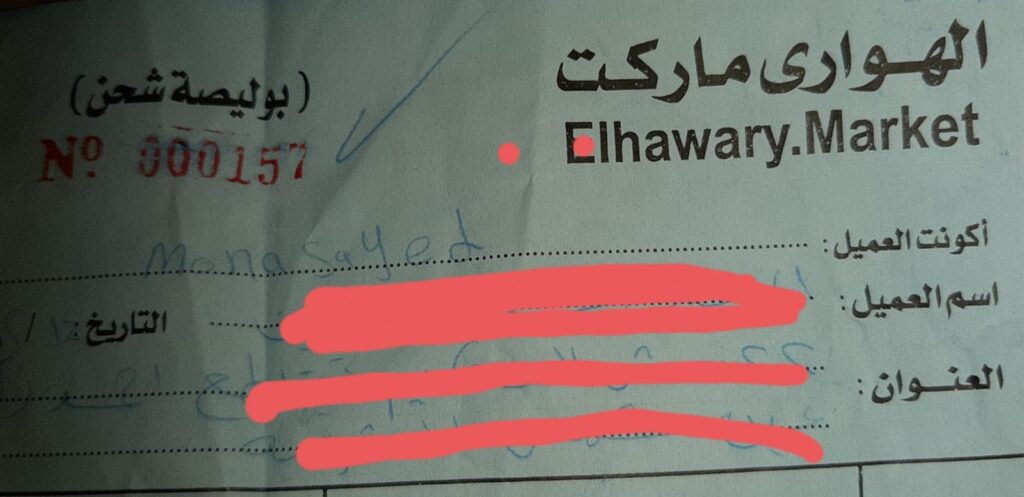 الهوارى ماركت
Elhawary.Market
(بوليصة شحن)
Nº 000157
أكونت العميل: Mona sayed
اسم العميل:
التاريخ: /
العنوان: